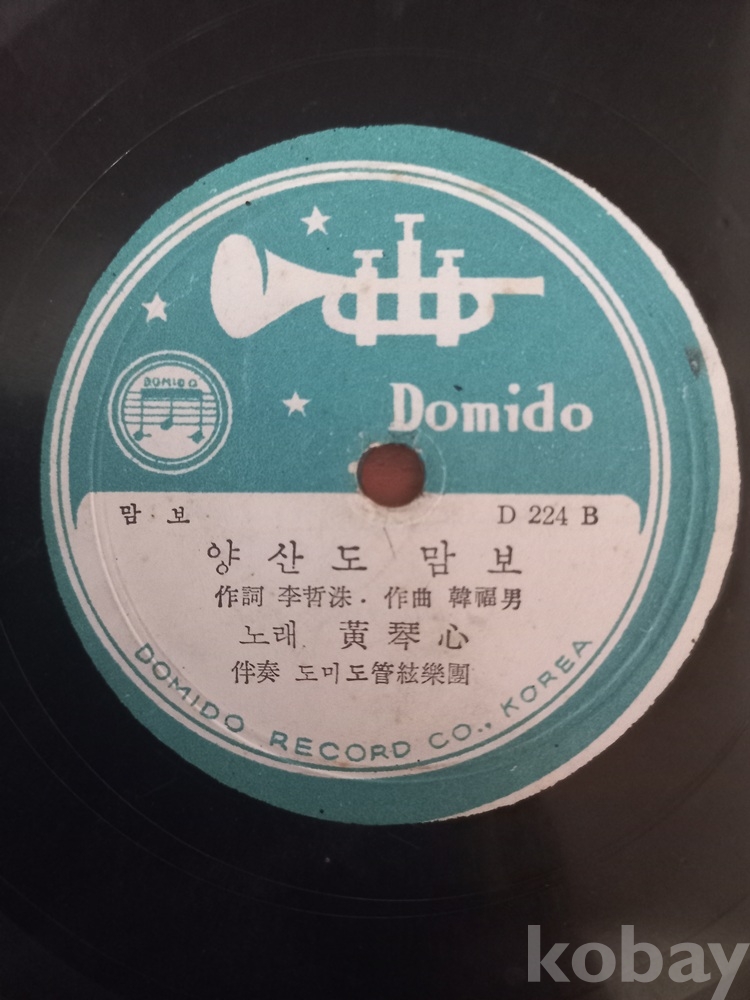 DOMIDO
Domido
맘 보
D 224 B
양 산 도 맘 보
作詞 李哲洙 · 作曲 韓福男
노래 黃琴心
伴奏 도미도管絃樂團
DOMIDO RECORD CO., KOREA
kobay